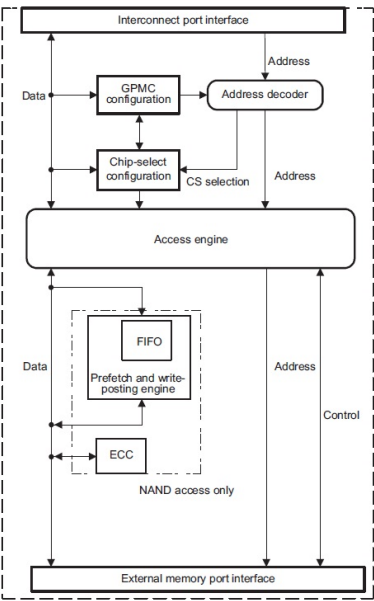 Interconnect port interface
Address
GPMC
configuration
Address decoder
Data
Chip-select
configuration
CS selection
Address
Access engine
FIFO
Prefetch and write-
posting engine
Data
Address
Control
ECC
NAND access only
External memory port interface